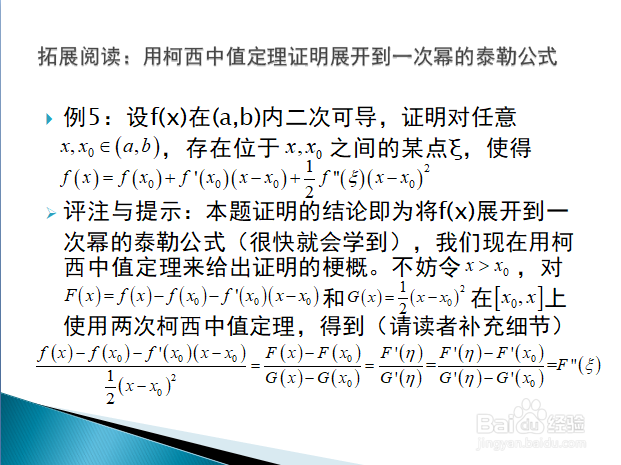 拓展阅读：用柯西中值定理证明展开到一次幂的泰勒公式
例5：设f(x)在(a,b)内二次可导，证明对任意
x, x₀ ∈ (a,b)，存在位于 x, x₀ 之间的某点ξ，使得
f(x) = f(x₀) + f'(x₀)(x−x₀) + 1/2 f"(ξ)(x−x₀)²
评注与提示：本题证明的结论即为将f(x)展开到一
次幂的泰勒公式（很快就会学到），我们现在用柯
西中值定理来给出证明的梗概。不妨令 x > x₀ ，对
F(x) = f(x) − f(x₀) − f'(x₀)(x−x₀) 和 G(x) = 1/2 (x−x₀)² 在 [x₀, x] 上
使用两次柯西中值定理，得到（请读者补充细节）
(f(x) − f(x₀) − f'(x₀)(x−x₀)) / (1/2 (x−x₀)²) = (F(x)−F(x₀)) / (G(x)−G(x₀)) = F'(η) / G'(η) = (F'(η)−F'(x₀)) / (G'(η)−G'(x₀)) = F"(ξ)
Baidu 经验
jingyan.baidu.com